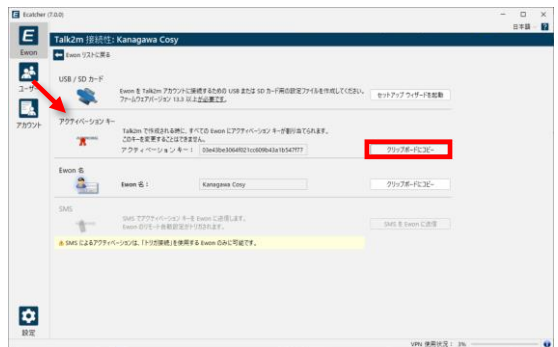 Ecatcher (7.0.0)
日本語
Talk2m 接続性: Kanagawa Cosy
Ewon
Ewon リストに戻る
USB / SD カード
Ewon を Talk2m アカウントに接続するための USB または SD カード用の設定ファイルを作成してください。
ファームウェアバージョン 13.3 以上が必要です。
セットアップ ウィザードを起動
ユーザー
アクティベーション キー
Talk2m で作成される時に、すべての Ewon にアクティベーション キーが割り当てられます。
このキーを変更することはできません。
アクティベーション キー:
クリップボードにコピー
アカウント
Ewon 名
Ewon 名:
Kanagawa Cosy
クリップボードにコピー
SMS
SMS でアクティベーション キーを Ewon に送信します。
Ewon のリモート自動設定がトリガされます。
SMS を Ewon に送信
SMS によるアクティベーションは、「トリガ接続」を使用する Ewon のみに可能です。
設定
VPN 使用状況: 3%